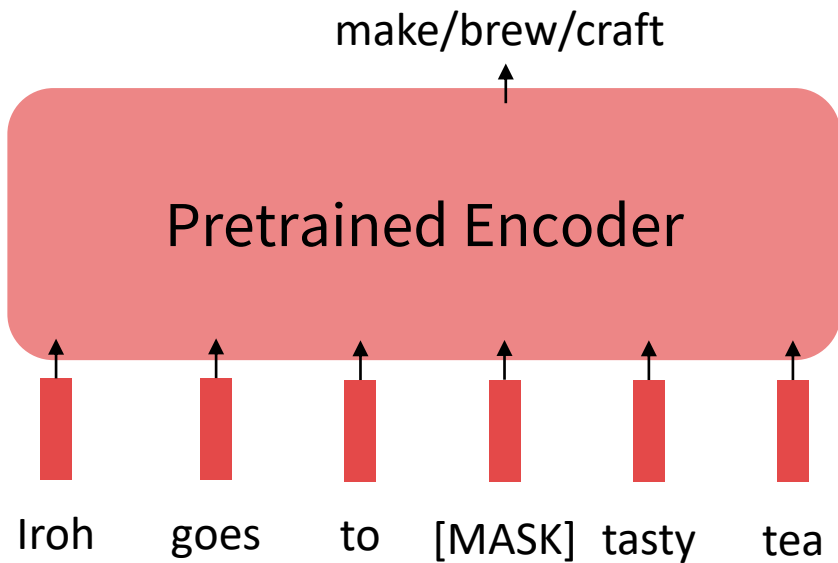 make/brew/craft
Pretrained Encoder
Iroh goes to [MASK] tasty tea